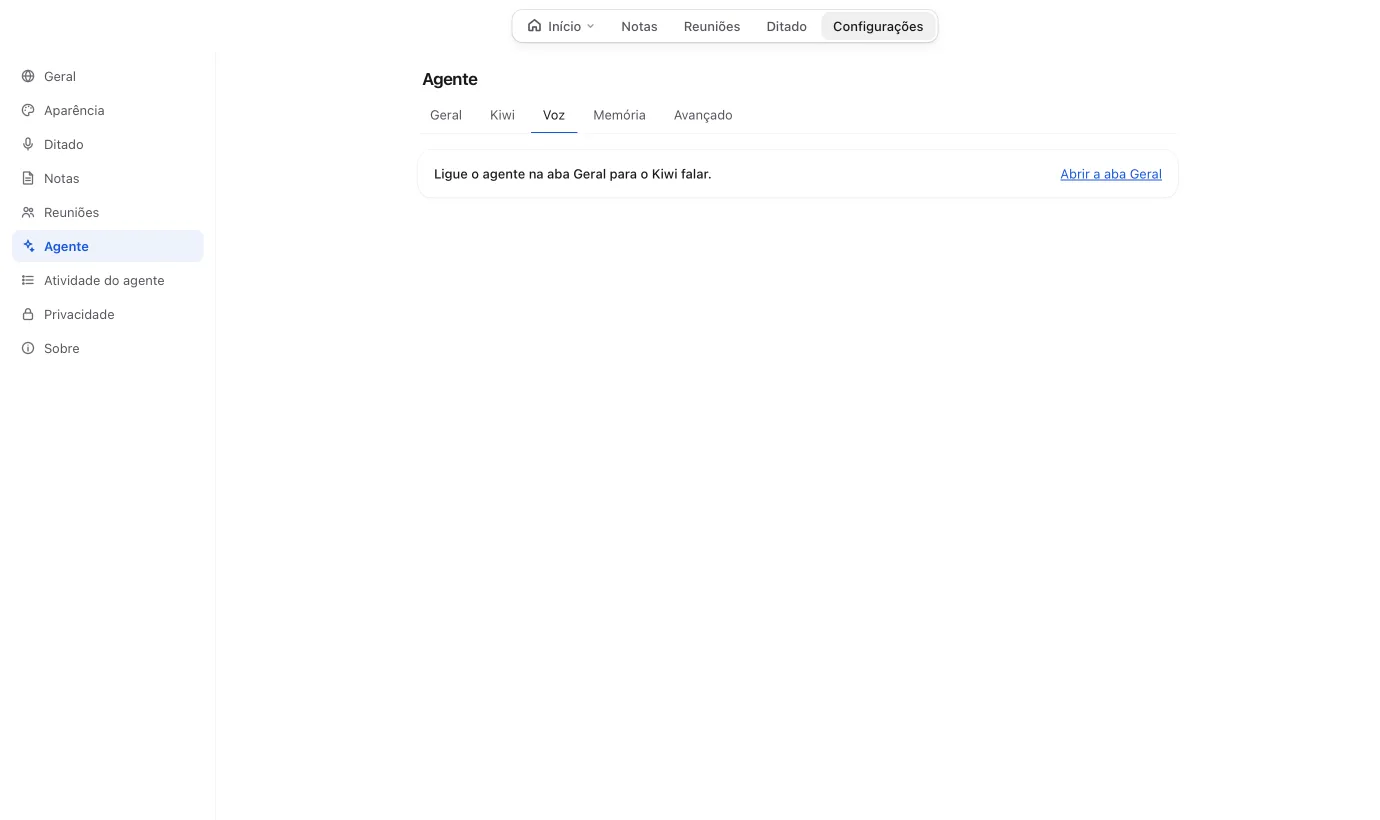 Início
Notas
Reuniões
Ditado
Configurações
Geral
Aparência
Ditado
Notas
Reuniões
Agente
Atividade do agente
Privacidade
Sobre
Agente
Geral
Kiwi
Voz
Memória
Avançado
Ligue o agente na aba Geral para o Kiwi falar.
Abrir a aba Geral